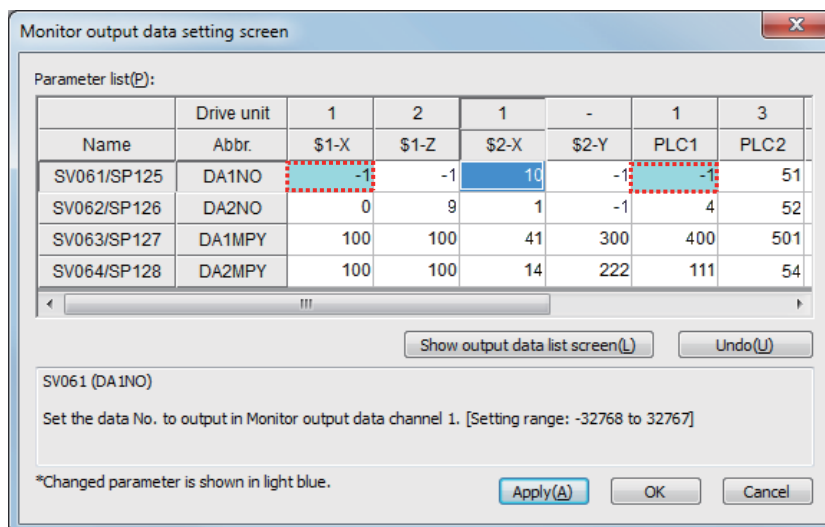 Monitor output data setting screen
Parameter list(P):
Drive unit 1 2 1 - 1 3
Name Abbr. $1-X $1-Z $2-X $2-Y PLC1 PLC2
SV061/SP125 DA1NO -1 -1 10 -1 -1 51
SV062/SP126 DA2NO 0 9 1 -1 4 52
SV063/SP127 DA1MPY 100 100 41 300 400 501
SV064/SP128 DA2MPY 100 100 14 222 111 54
Show output data list screen(L) Undo(U)
SV061 (DA1NO)
Set the data No. to output in Monitor output data channel 1. [Setting range: -32768 to 32767]
*Changed parameter is shown in light blue.
Apply(A) OK Cancel